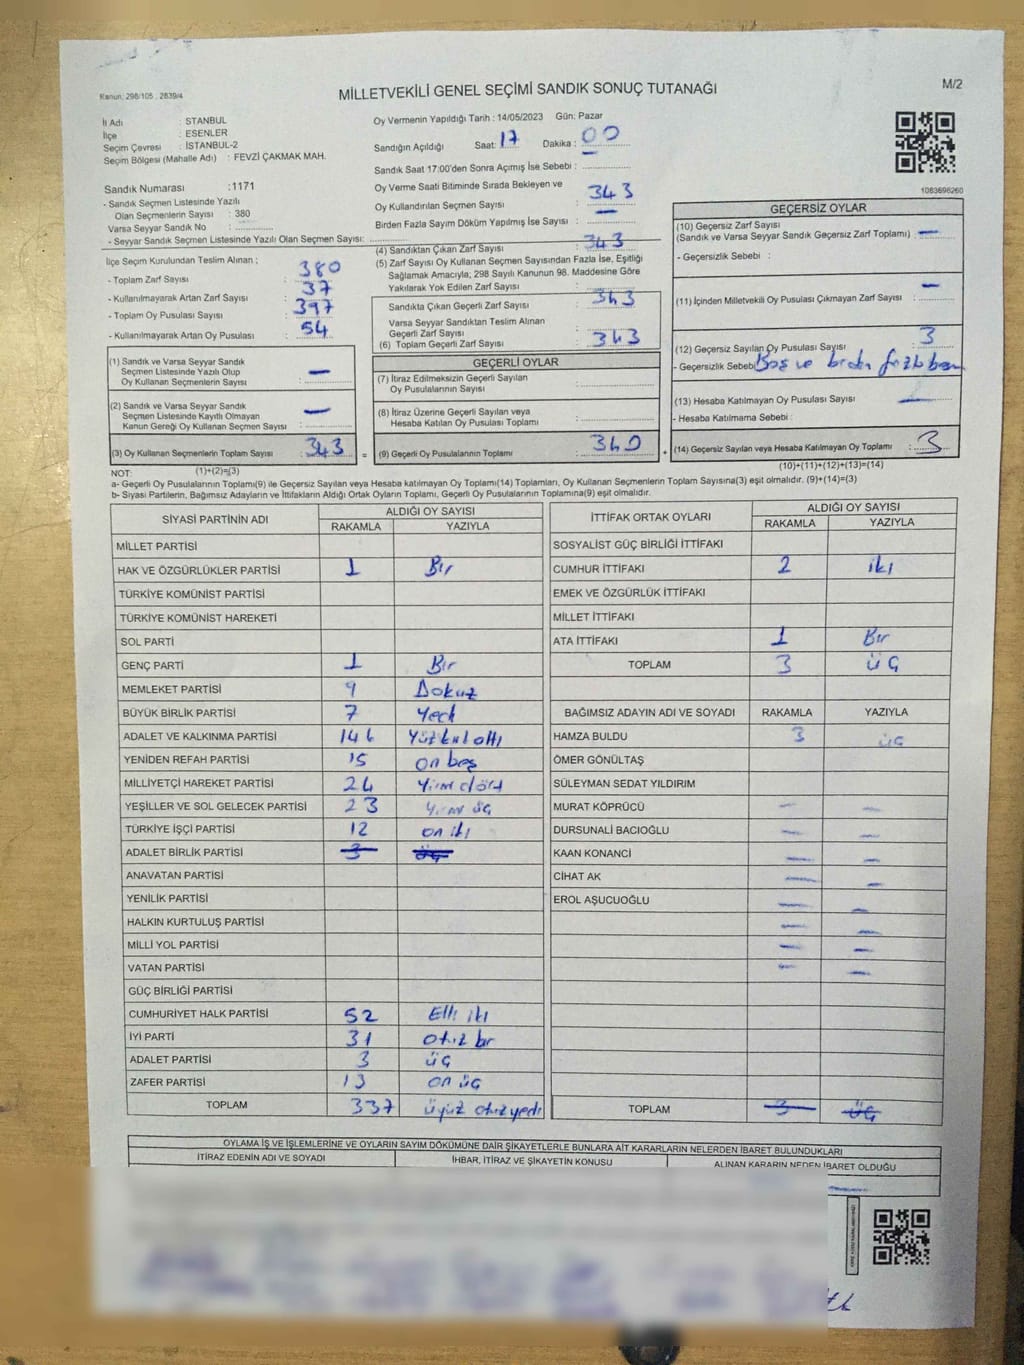 Kanun: 298/105 , 2839/4
MİLLETVEKİLİ GENEL SEÇİMİ SANDIK SONUÇ TUTANAĞI
M/2
İl Adı : STANBUL
İlçe : ESENLER
Seçim Çevresi : İSTANBUL-2
Seçim Bölgesi (Mahalle Adı) : FEVZİ ÇAKMAK MAH.
Oy Vermenin Yapıldığı Tarih : 14/05/2023 Gün: Pazar
Sandığın Açıldığı Saat: 17 Dakika : 00
Sandık Saat 17:00'den Sonra Açımış İse Sebebi : —
1083696260
Sandık Numarası :1171
- Sandık Seçmen Listesinde Yazılı
Olan Seçmenlerin Sayısı : 380
Varsa Seyyar Sandık No :
- Seyyar Sandık Seçmen Listesinde Yazılı Olan Seçmen Sayısı:
Oy Verme Saati Bitiminde Sırada Bekleyen ve
Oy Kullandırılan Seçmen Sayısı : 343
Birden Fazla Sayım Döküm Yapılmış İse Sayısı : —
İlçe Seçim Kurulundan Teslim Alınan ;
- Toplam Zarf Sayısı : 380
- Kullanılmayarak Artan Zarf Sayısı : 37
- Toplam Oy Pusulası Sayısı : 397
- Kullanılmayarak Artan Oy Pusulası : 54
(4) Sandıktan Çıkan Zarf Sayısı : 343
(5) Zarf Sayısı Oy Kullanan Seçmen Sayısından Fazla İse, Eşitliği
Sağlamak Amacıyla; 298 Sayılı Kanunun 98. Maddesine Göre
Yakılarak Yok Edilen Zarf Sayısı :
Sandıkta Çıkan Geçerli Zarf Sayısı : 343
Varsa Seyyar Sandıktan Teslim Alınan
Geçerli Zarf Sayısı :
(6) Toplam Geçerli Zarf Sayısı : 343
(1) Sandık ve Varsa Seyyar Sandık
Seçmen Listesinde Yazılı Olup
Oy Kullanan Seçmenlerin Sayısı : —
(2) Sandık ve Varsa Seyyar Sandık
Seçmen Listesinde Kayıtlı Olmayan
Kanun Gereği Oy Kullanan Seçmen Sayısı : —
(3) Oy Kullanan Seçmenlerin Toplam Sayısı : 343 =
GEÇERLİ OYLAR
(7) İtiraz Edilmeksizin Geçerli Sayılan
Oy Pusulalarının Sayısı :
(8) İtiraz Üzerine Geçerli Sayılan veya
Hesaba Katılan Oy Pusulası Toplamı :
(9) Geçerli Oy Pusulalarının Toplamı : 340 +
GEÇERSİZ OYLAR
(10) Geçersiz Zarf Sayısı
(Sandık ve Varsa Seyyar Sandık Geçersiz Zarf Toplamı) : —
- Geçersizlik Sebebi :
(11) İçinden Milletvekili Oy Pusulası Çıkmayan Zarf Sayısı : —
(12) Geçersiz Sayılan Oy Pusulası Sayısı : 3
- Geçersizlik Sebebi Boş ve birden fazla
(13) Hesaba Katılmayan Oy Pusulası Sayısı : —
- Hesaba Katılmama Sebebi :
(14) Geçersiz Sayılan veya Hesaba Katılmayan Oy Toplamı : 3
NOT: (1)+(2)=(3)
(10)+(11)+(12)+(13)=(14)
a- Geçerli Oy Pusulalarının Toplamı(9) ile Geçersiz Sayılan veya Hesaba katılmayan Oy Toplamı(14) Toplamları, Oy Kullanan Seçmenlerin Toplam Sayısına(3) eşit olmalıdır. (9)+(14)=(3)
b- Siyasi Partilerin, Bağımsız Adayların ve İttifakların Aldığı Ortak Oyların Toplamı, Geçerli Oy Pusulalarının Toplamına(9) eşit olmalıdır.
SİYASİ PARTİNİN ADI ALDIĞI OY SAYISI
RAKAMLA YAZIYLA
MİLLET PARTİSİ
HAK VE ÖZGÜRLÜKLER PARTİSİ 1 Bir
TÜRKİYE KOMÜNİST PARTİSİ
TÜRKİYE KOMÜNİST HAREKETİ
SOL PARTİ
GENÇ PARTİ 1 Bir
MEMLEKET PARTİSİ 9 Dokuz
BÜYÜK BİRLİK PARTİSİ 7 Yedi
ADALET VE KALKINMA PARTİSİ 146 Yüz kırk altı
YENİDEN REFAH PARTİSİ 15 on beş
MİLLİYETÇİ HAREKET PARTİSİ 24 Yirmi dört
YEŞİLLER VE SOL GELECEK PARTİSİ 23 Yirmi üç
TÜRKİYE İŞÇİ PARTİSİ 12 on iki
ADALET BİRLİK PARTİSİ 3 üç
ANAVATAN PARTİSİ
YENİLİK PARTİSİ
HALKIN KURTULUŞ PARTİSİ
MİLLİ YOL PARTİSİ
VATAN PARTİSİ
GÜÇ BİRLİĞİ PARTİSİ
CUMHURİYET HALK PARTİSİ 52 Elli iki
İYİ PARTİ 31 otuz bir
ADALET PARTİSİ 3 üç
ZAFER PARTİSİ 13 on üç
TOPLAM 337 üçyüz otuz yedi
İTTİFAK ORTAK OYLARI ALDIĞI OY SAYISI
RAKAMLA YAZIYLA
SOSYALİST GÜÇ BİRLİĞİ İTTİFAKI
CUMHUR İTTİFAKI 2 iki
EMEK VE ÖZGÜRLÜK İTTİFAKI
MİLLET İTTİFAKI
ATA İTTİFAKI 1 Bir
TOPLAM 3 üç
BAĞIMSIZ ADAYIN ADI VE SOYADI RAKAMLA YAZIYLA
HAMZA BULDU 3 üç
ÖMER GÖNÜLTAŞ
SÜLEYMAN SEDAT YILDIRIM
MURAT KÖPRÜCÜ — —
DURSUNALİ BACIOĞLU — —
KAAN KONANCİ — —
CİHAT AK — —
EROL AŞUCUOĞLU — —
— —
— —
— —
TOPLAM 3 üç
OYLAMA İŞ VE İŞLEMLERİNE VE OYLARIN SAYIM DÖKÜMÜNE DAİR ŞİKAYETLERLE BUNLARA AİT KARARLARIN NELERDEN İBARET BULUNDUKLARI
İTİRAZ EDENİN ADI VE SOYADI İHBAR, İTİRAZ VE ŞİKAYETİN KONUSU ALINAN KARARIN NEDEN İBARET OLDUĞU